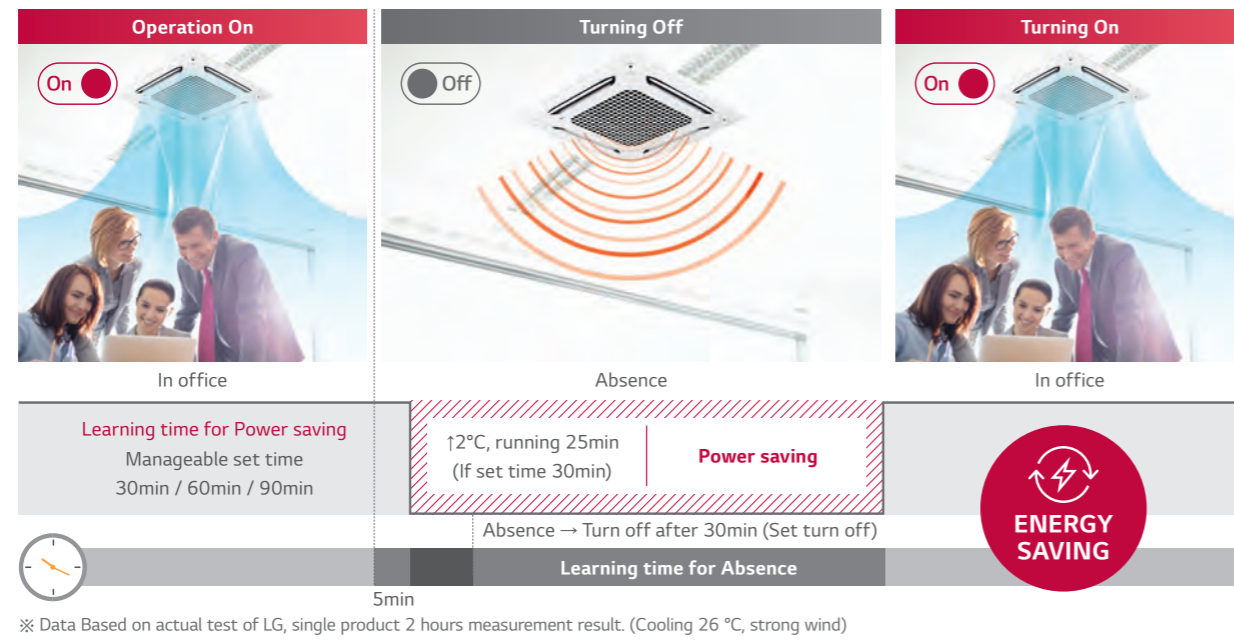 Operation On
Turning Off
Turning On
On
Off
On
In office
Absence
In office
Learning time for Power saving
Manageable set time
30min / 60min / 90min
↑2°C, running 25min
(If set time 30min)
Power saving
ENERGY
SAVING
Absence → Turn off after 30min (Set turn off)
Learning time for Absence
5min
※ Data Based on actual test of LG, single product 2 hours measurement result. (Cooling 26 °C, strong wind)